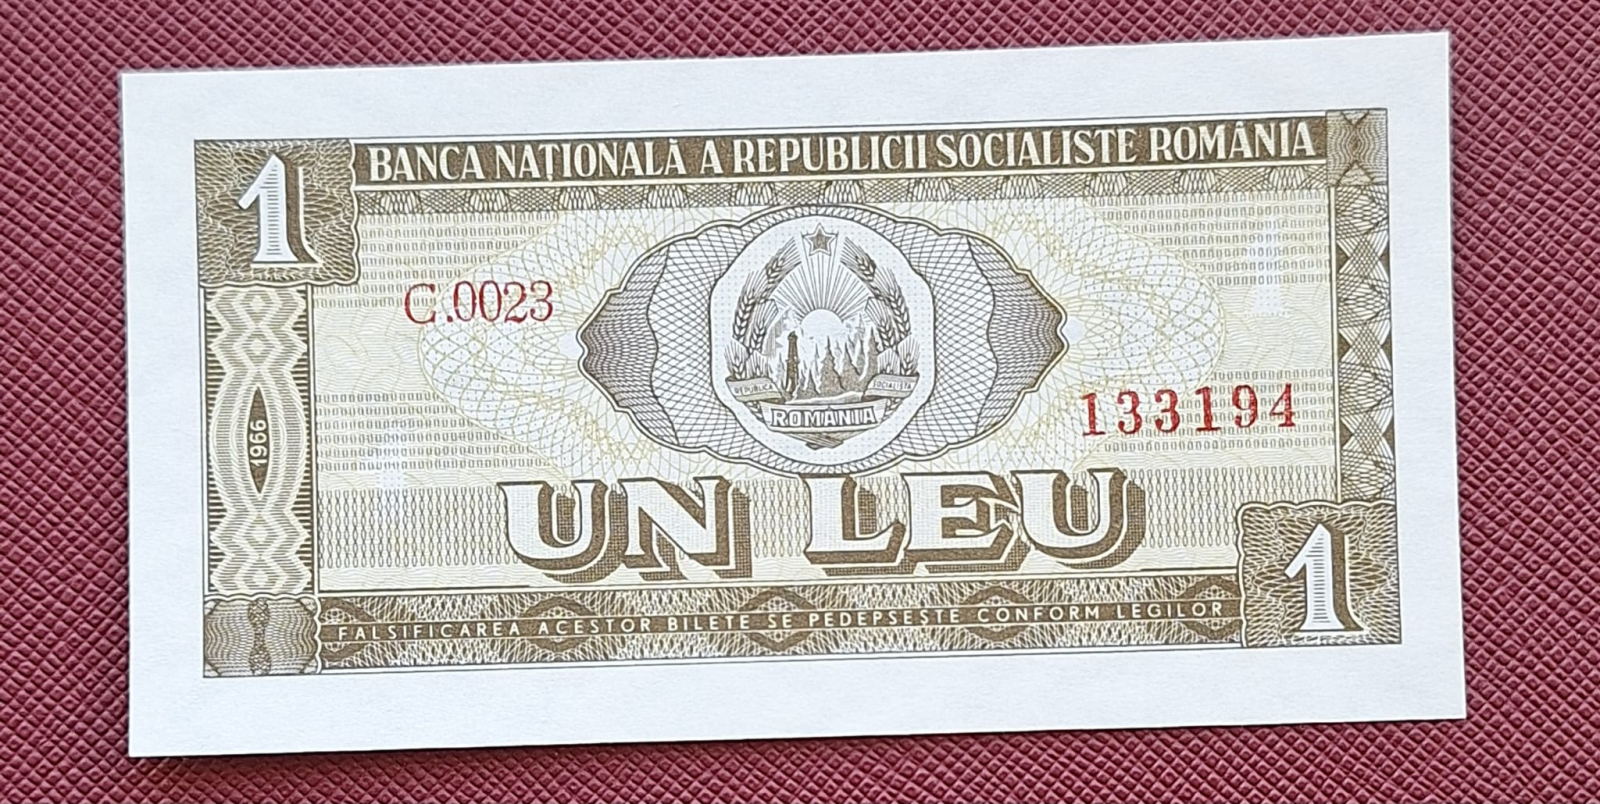 1
BANCA NAȚIONALĂ A REPUBLICII SOCIALISTE ROMÂNIA
C.0023
REPUBLICA SOCIALISTA
ROMÂNIA
133194
1966
UN LEU
1
FALSIFICAREA ACESTOR BILETE SE PEDEPSEȘTE CONFORM LEGILOR